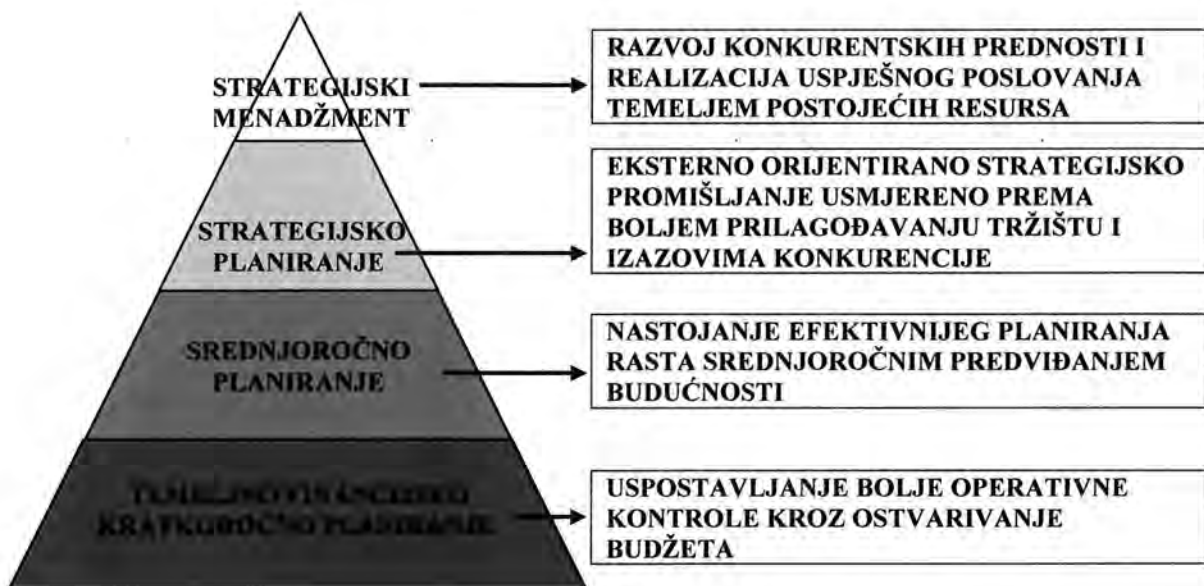 STRATEGIJSKI
MENADŽMENT
RAZVOJ KONKURENTSKIH PREDNOSTI I
REALIZACIJA USPJEŠNOG POSLOVANJA
TEMELJEM POSTOJEĆIH RESURSA
STRATEGIJSKO
PLANIRANJE
EKSTERNO ORIJENTIRANO STRATEGIJSKO
PROMIŠLJANJE USMJERENO PREMA
BOLJEM PRILAGOĐAVANJU TRŽIŠTU I
IZAZOVIMA KONKURENCIJE
SREDNJOROČNO
PLANIRANJE
NASTOJANJE EFEKTIVNIJEG PLANIRANJA
RASTA SREDNJOROČNIM PREDVIĐANJEM
BUDUĆNOSTI
KRATKOROČNO PLANIRANJE
USPOSTAVLJANJE BOLJE OPERATIVNE
KONTROLE KROZ OSTVARIVANJE
BUDŽETA